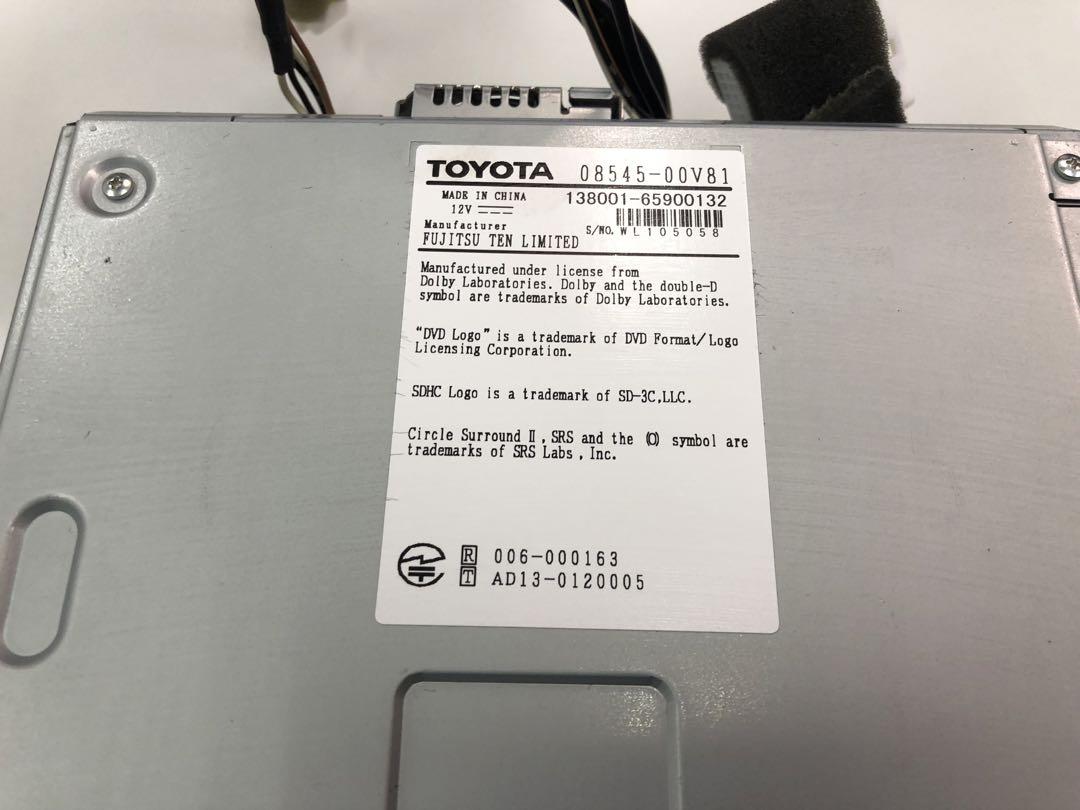 TOYOTA 08545-00V81
MADE IN CHINA 138001-65900132
12V
S/NO. WL105058
Manufacturer
FUJITSU TEN LIMITED
Manufactured under license from
Dolby Laboratories. Dolby and the double-D
symbol are trademarks of Dolby Laboratories.
“DVD Logo” is a trademark of DVD Format/Logo
Licensing Corporation.
SDHC Logo is a trademark of SD-3C,LLC.
Circle Surround Ⅱ, SRS and the (O) symbol are
trademarks of SRS Labs, Inc.
R 006-000163
T AD13-0120005